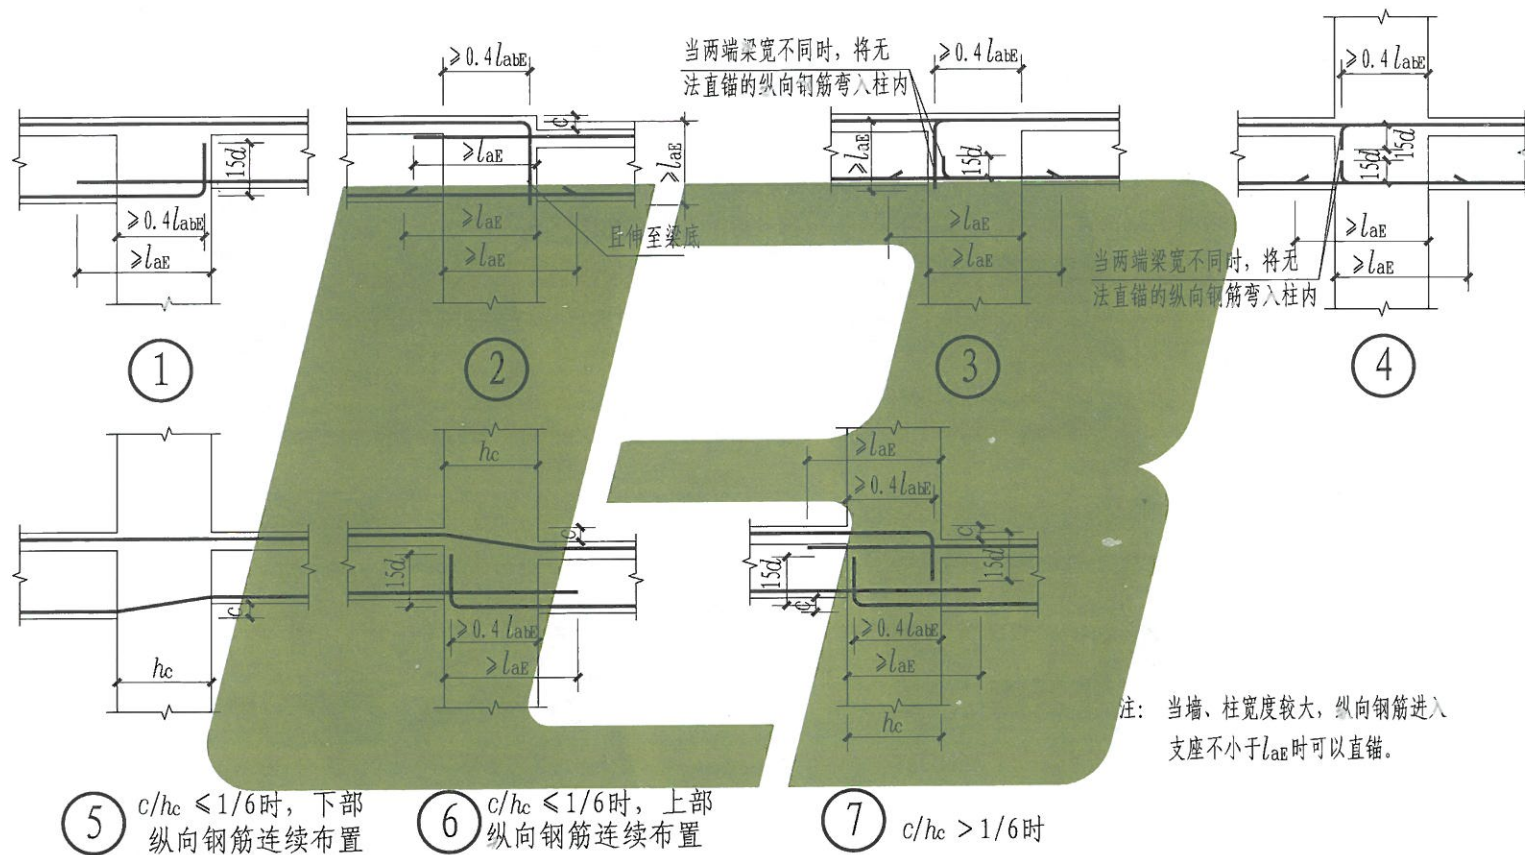 ≥0.4labE
15d
≥0.4labE
≥laE
①
≥0.4labE
c
≥laE
≥laE
≥laE
≥laE
且伸至梁底
②
当两端梁宽不同时，将无
法直锚的纵向钢筋弯入柱内
≥0.4labE
≥laE
15d
≥laE
≥laE
③
≥0.4labE
15d
15d
≥laE
≥laE
当两端梁宽不同时，将无
法直锚的纵向钢筋弯入柱内
④
c
hc
⑤
c/hc ≤1/6时，下部
纵向钢筋连续布置
hc
c
15d
≥0.4labE
≥laE
⑥
c/hc ≤1/6时，上部
纵向钢筋连续布置
≥laE
≥0.4labE
c
15d
15d
c
≥0.4labE
≥laE
hc
⑦
c/hc >1/6时
注： 当墙、柱宽度较大，纵向钢筋进入
支座不小于laE时可以直锚。